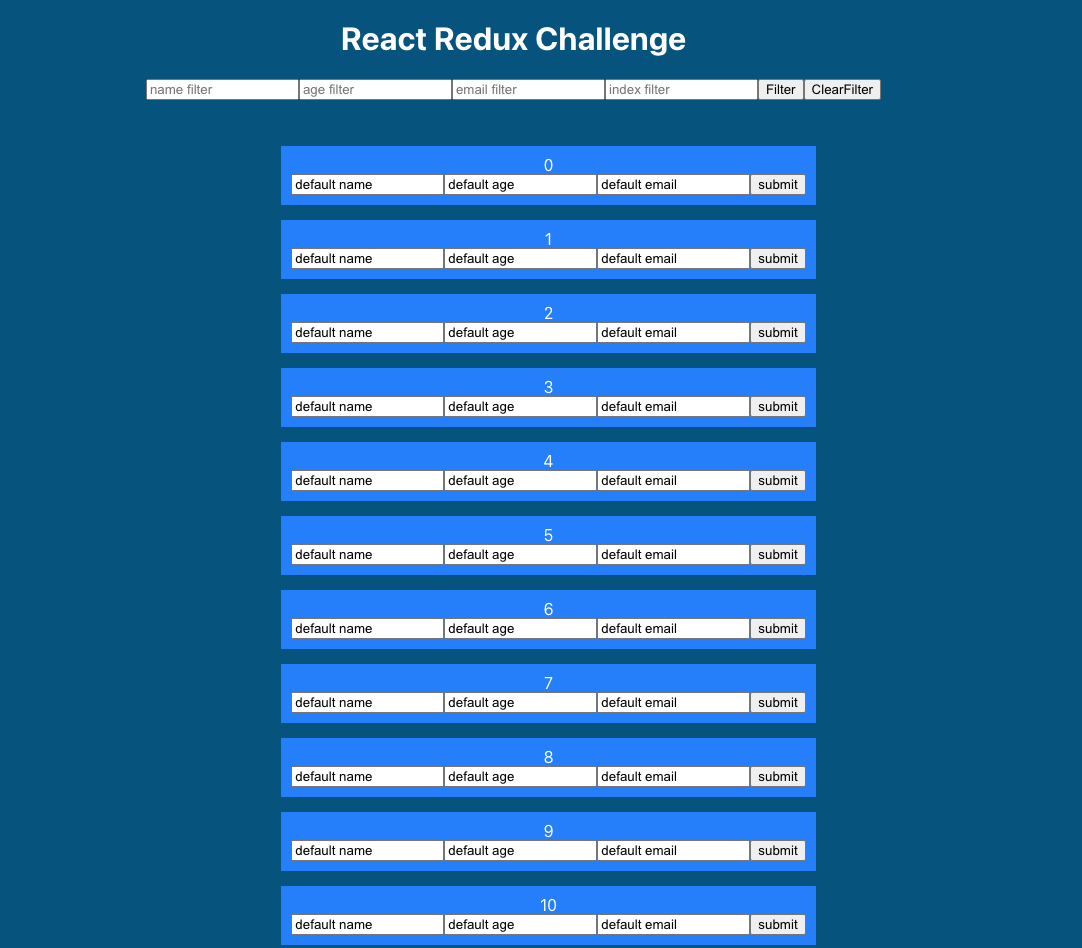 React Redux Challenge
name filter age filter email filter index filter Filter ClearFilter
0
default name default age default email submit
1
default name default age default email submit
2
default name default age default email submit
3
default name default age default email submit
4
default name default age default email submit
5
default name default age default email submit
6
default name default age default email submit
7
default name default age default email submit
8
default name default age default email submit
9
default name default age default email submit
10
default name default age default email submit